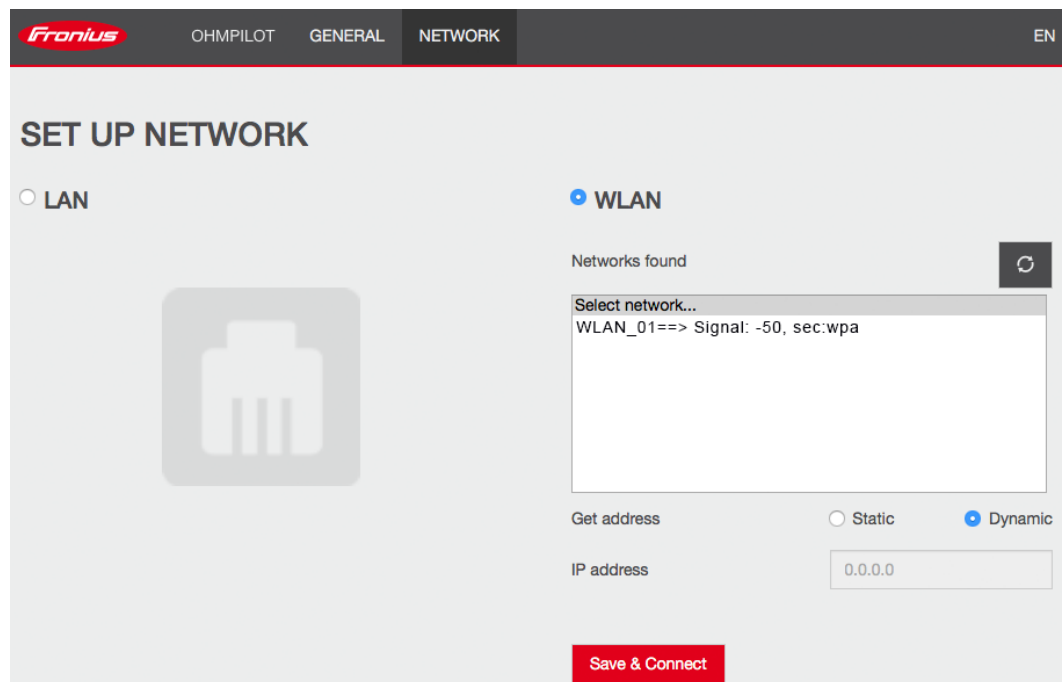 Fronius OHMPILOT GENERAL NETWORK EN
SET UP NETWORK
LAN
WLAN
Networks found
Select network...
WLAN_01==> Signal: -50, sec:wpa
Get address Static Dynamic
IP address 0.0.0.0
Save & Connect